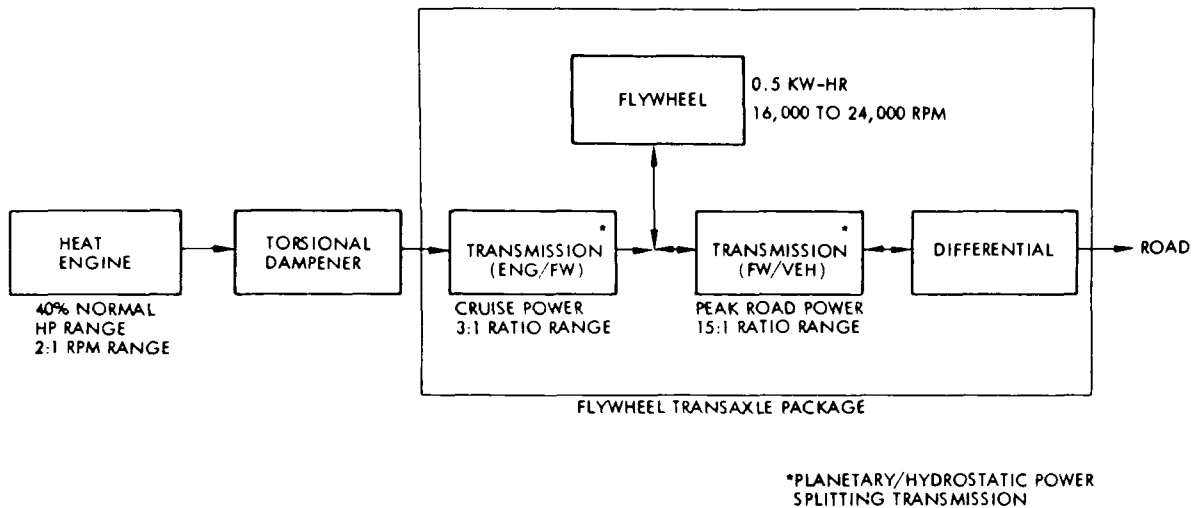 FLYWHEEL
0.5 KW-HR
16,000 TO 24,000 RPM
HEAT
ENGINE
40% NORMAL
HP RANGE
2:1 RPM RANGE
TORSIONAL
DAMPENER
*
TRANSMISSION
(ENG/FW)
CRUISE POWER
3:1 RATIO RANGE
*
TRANSMISSION
(FW/VEH)
PEAK ROAD POWER
15:1 RATIO RANGE
DIFFERENTIAL
ROAD
FLYWHEEL TRANSAXLE PACKAGE
*PLANETARY/HYDROSTATIC POWER
SPLITTING TRANSMISSION